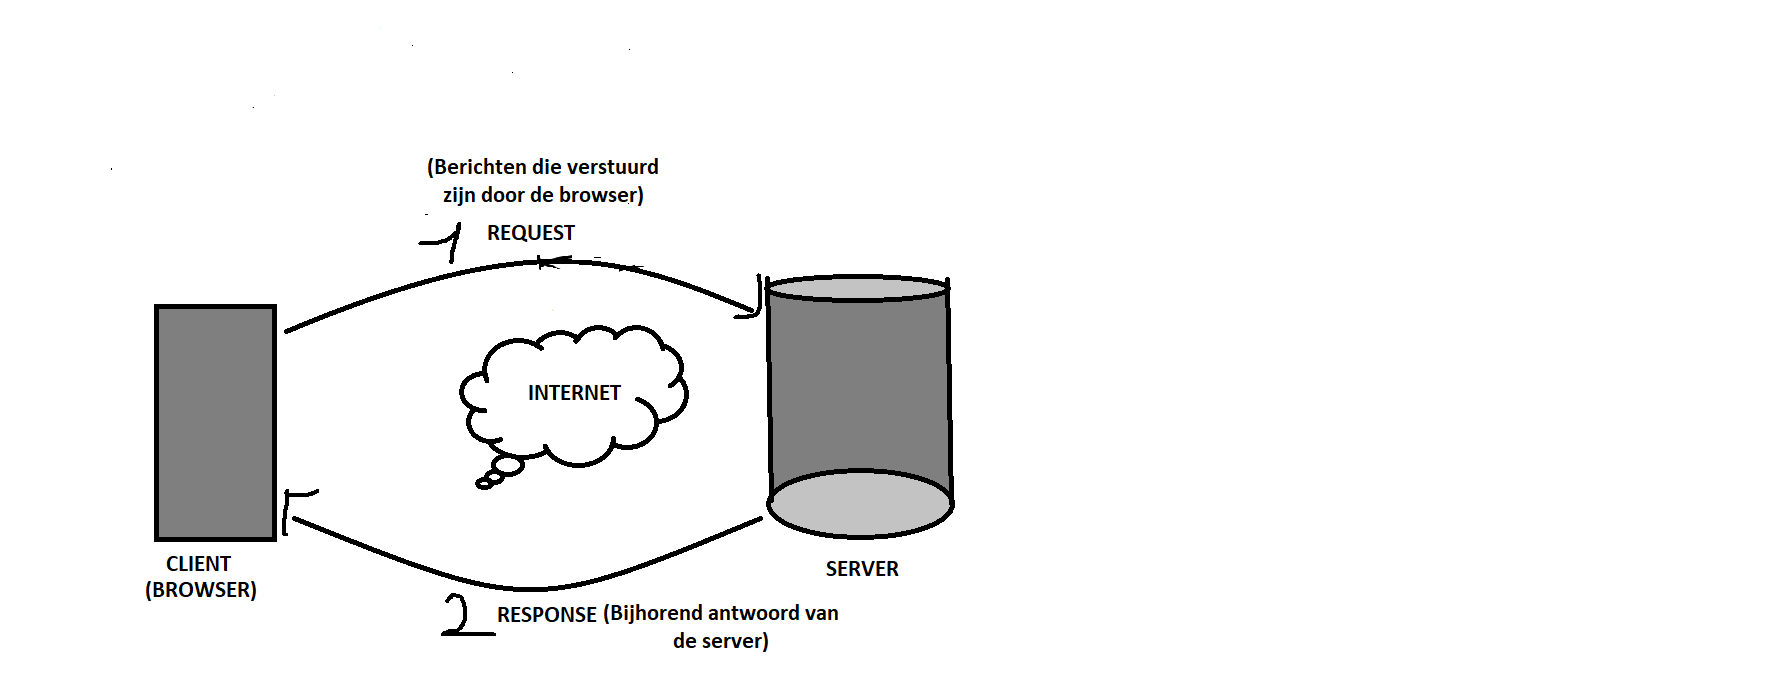 (Berichten die verstuurd
zijn door de browser)
1 REQUEST
INTERNET
CLIENT
(BROWSER)
SERVER
2 RESPONSE (Bijhorend antwoord van
de server)